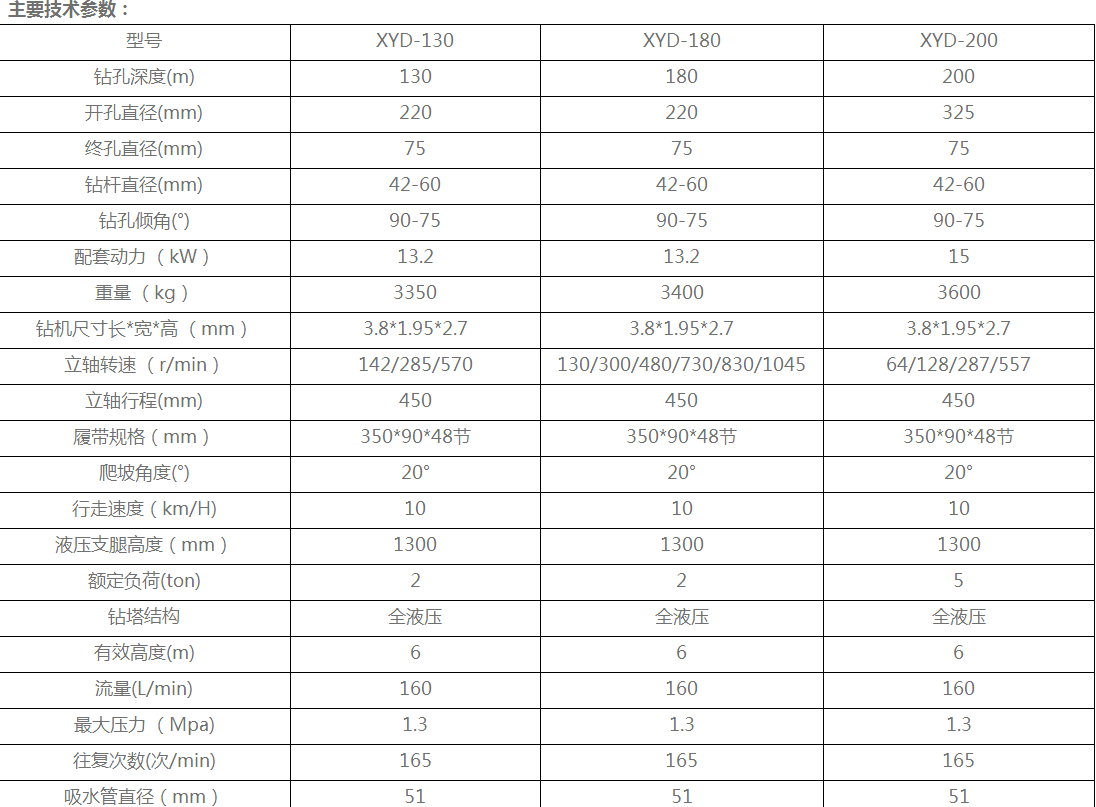 主要技术参数：
型号 XYD-130 XYD-180 XYD-200
钻孔深度(m) 130 180 200
开孔直径(mm) 220 220 325
终孔直径(mm) 75 75 75
钻杆直径(mm) 42-60 42-60 42-60
钻孔倾角(°) 90-75 90-75 90-75
配套动力（kW） 13.2 13.2 15
重量（kg） 3350 3400 3600
钻机尺寸长*宽*高（mm） 3.8*1.95*2.7 3.8*1.95*2.7 3.8*1.95*2.7
立轴转速（r/min） 142/285/570 130/300/480/730/830/1045 64/128/287/557
立轴行程(mm) 450 450 450
履带规格（mm） 350*90*48节 350*90*48节 350*90*48节
爬坡角度(°) 20° 20° 20°
行走速度（km/H) 10 10 10
液压支腿高度（mm） 1300 1300 1300
额定负荷(ton) 2 2 5
钻塔结构 全液压 全液压 全液压
有效高度(m) 6 6 6
流量(L/min) 160 160 160
最大压力（Mpa) 1.3 1.3 1.3
往复次数(次/min) 165 165 165
吸水管直径（mm） 51 51 51